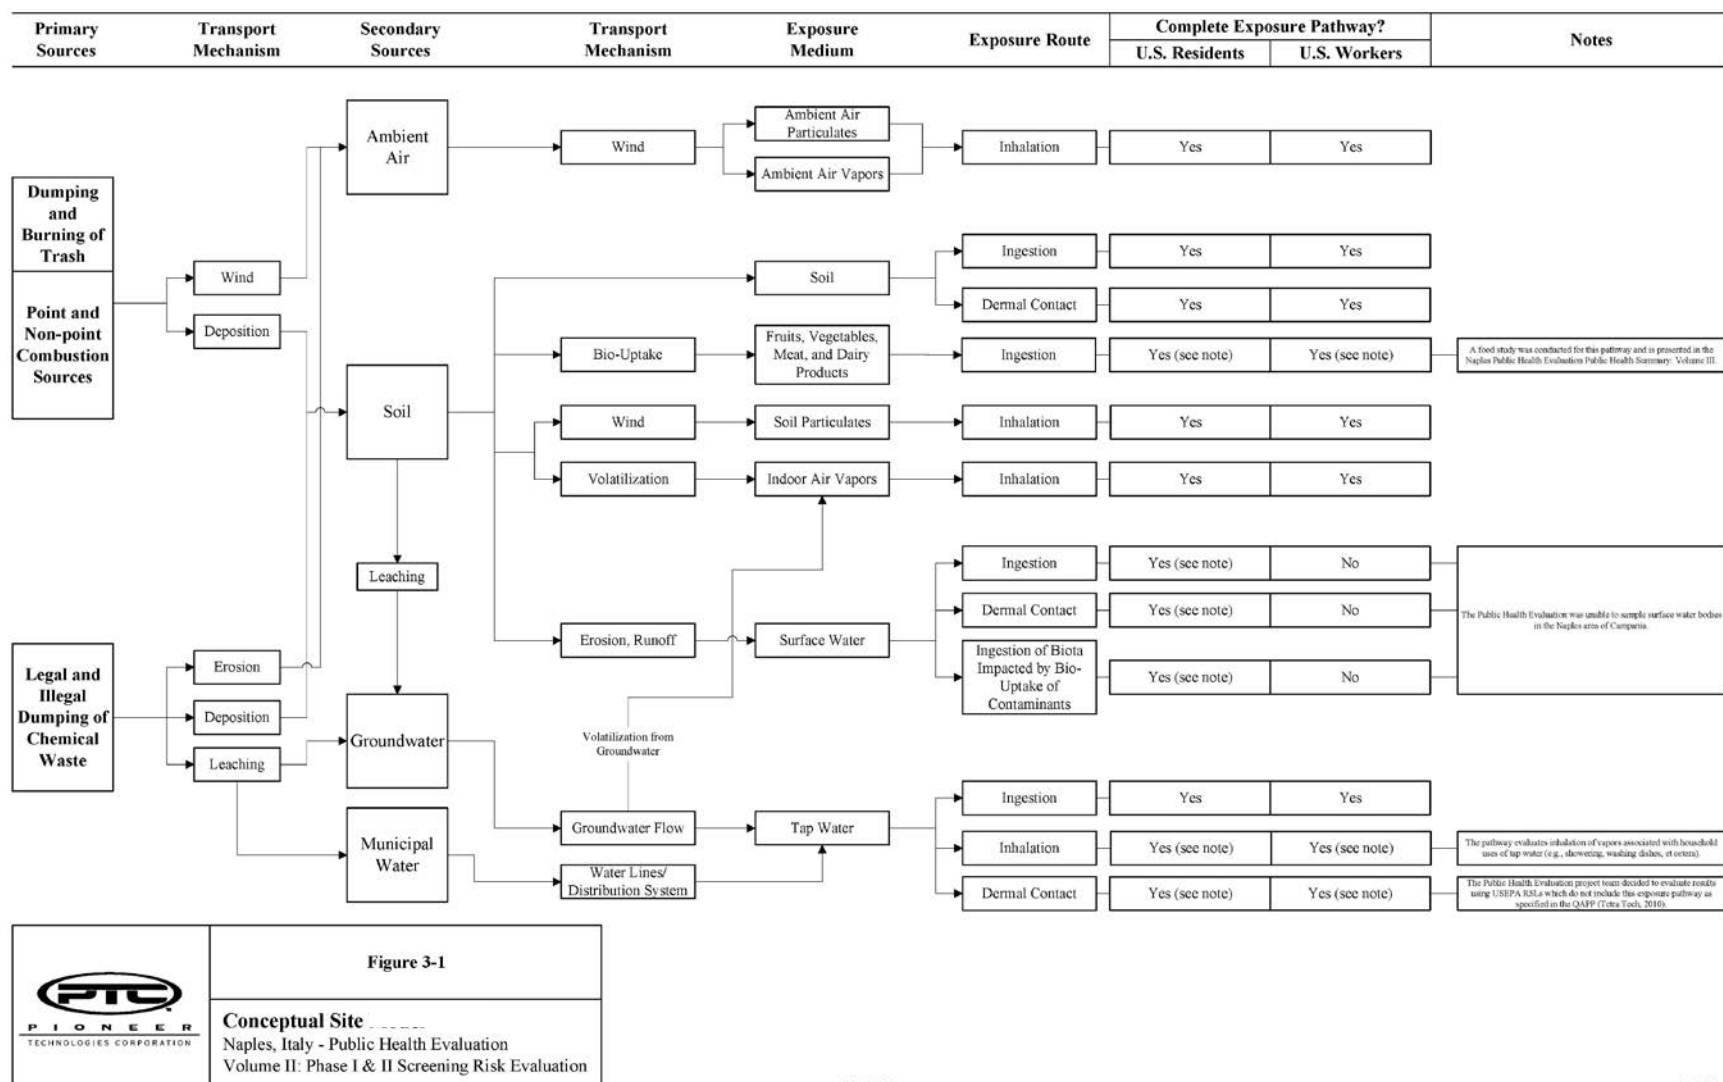 Primary
Sources
Transport
Mechanism
Secondary
Sources
Transport
Mechanism
Exposure
Medium
Exposure Route
Complete Exposure Pathway?
U.S. Residents
U.S. Workers
Notes
Ambient
Air
Wind
Ambient Air
Particulates
Ambient Air Vapors
Inhalation
Yes
Yes
Dumping
and
Burning of
Trash
Point and
Non-point
Combustion
Sources
Wind
Deposition
Soil
Soil
Ingestion
Yes
Yes
Dermal Contact
Yes
Yes
Bio-Uptake
Fruits, Vegetables,
Meat, and Dairy
Products
Ingestion
Yes (see note)
Yes (see note)
A food study was conducted for this pathway and is presented in the
Naples Public Health Evaluation Public Health Summary: Volume III.
Wind
Soil Particulates
Inhalation
Yes
Yes
Volatilization
Indoor Air Vapors
Inhalation
Yes
Yes
Leaching
Erosion, Runoff
Surface Water
Ingestion
Yes (see note)
No
Dermal Contact
Yes (see note)
No
Ingestion of Biota
Impacted by Bio-
Uptake of
Contaminants
Yes (see note)
No
The Public Health Evaluation was unable to sample surface water bodies
in the Naples area of Campania.
Legal and
Illegal
Dumping of
Chemical
Waste
Erosion
Deposition
Leaching
Groundwater
Volatilization from
Groundwater
Municipal
Water
Groundwater Flow
Water Lines/
Distribution System
Tap Water
Ingestion
Yes
Yes
Inhalation
Yes (see note)
Yes (see note)
The pathway evaluates inhalation of vapors associated with household
uses of tap water (e.g., showering, washing dishes, et cetera).
Dermal Contact
Yes (see note)
Yes (see note)
The Public Health Evaluation project team decided to evaluate results
using USEPA RSLs which do not include this exposure pathway as
specified in the QAPP (Tetra Tech, 2010).
PTC
PIONEER
TECHNOLOGIES CORPORATION
Figure 3-1
Conceptual Site
Naples, Italy - Public Health Evaluation
Volume II: Phase I & II Screening Risk Evaluation